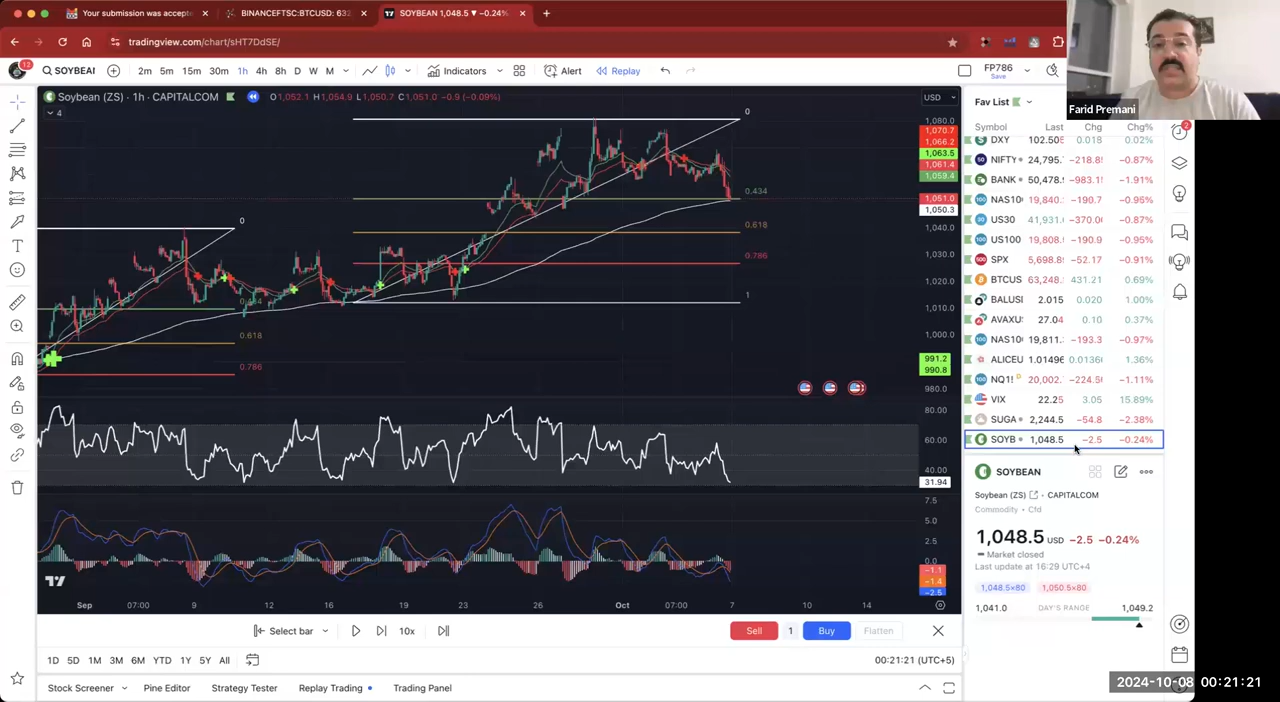 Your submission was accepte
BINANCEFTSC:BTCUSD: 632
SOYBEAN 1,048.5 ▼ −0.24%
tradingview.com/chart/sHT7DdSE/
12
SOYBEAI
2m 5m 15m 30m 1h 4h 8h D W M
Indicators
Alert
Replay
FP786
Save
Farid Premani
Soybean (ZS) · 1h · CAPITALCOM
O1,052.1 H1,054.9 L1,050.7 C1,051.0 −0.9 (−0.09%)
4
USD
1,080.0
1,070.7
1,066.2
1,063.5
1,061.4
1,059.4
1,051.0
1,050.3
1,040.0
1,030.0
1,020.0
1,010.0
1,000.0
991.2
990.8
980.0
0
0.434
0.618
0.786
1
0
0.618
0.786
80.00
60.00
40.00
31.94
7.5
5.0
2.5
0.0
−1.1
−1.4
−2.5
Sep 07:00 9 12 16 19 23 26 Oct 07:00 7 10 14
Select bar
10x
Sell 1 Buy Flatten
1D 5D 1M 3M 6M YTD 1Y 5Y All
00:21:21 (UTC+5)
Stock Screener Pine Editor Strategy Tester Replay Trading Trading Panel
Fav List
2
Symbol Last Chg Chg%
DXY 102.505 0.018 0.02%
NIFTY 24,795. −218.8 −0.87%
BANK 50,478. −983.1 −1.91%
NAS10 19,840. −190.7 −0.95%
US30 41,931. −370.0 −0.87%
US100 19,808. −190.9 −0.95%
SPX 5,698.8 −52.17 −0.91%
BTCUS 63,248. 431.21 0.69%
BALUSI 2.015 0.020 1.00%
AVAXU 27.04 0.10 0.37%
NAS10 19,811. −193.3 −0.97%
ALICEU 1.01496 0.0136 1.36%
NQ1! 20,002. −224.5 −1.11%
VIX 22.25 3.05 15.89%
SUGA 2,244.5 −54.8 −2.38%
SOYB 1,048.5 −2.5 −0.24%
SOYBEAN
Soybean (ZS) · CAPITALCOM
Commodity • Cfd
1,048.5 USD −2.5 −0.24%
Market closed
Last update at 16:29 UTC+4
1,048.5×80 1,050.5×80
1,041.0 DAY'S RANGE 1,049.2
2024-10-08 00:21:21